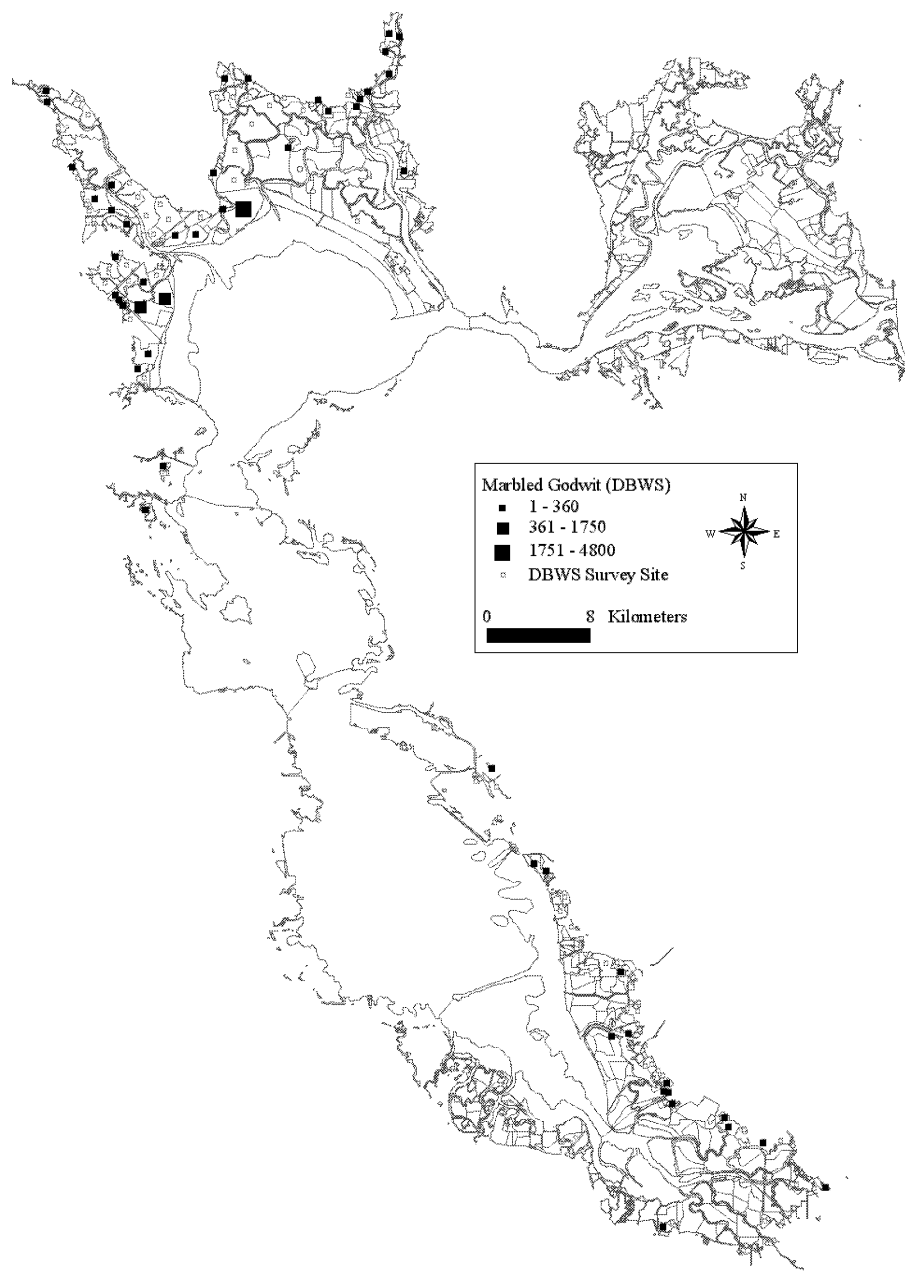 Marbled Godwit (DBWS)
1 - 360
361 - 1750
1751 - 4800
DBWS Survey Site
0 8 Kilometers
N
W E
S